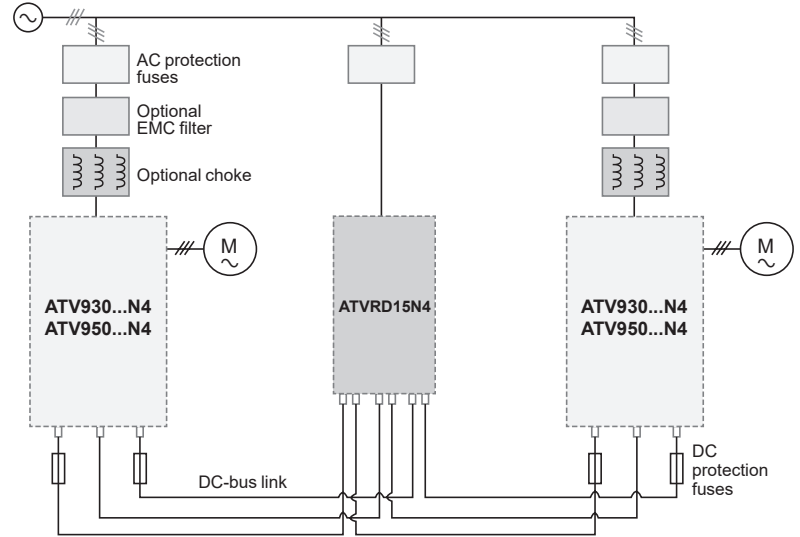 AC protection
fuses
Optional
EMC filter
Optional choke
M
M
ATV930...N4
ATV950...N4
ATVRD15N4
ATV930...N4
ATV950...N4
DC-bus link
DC
protection
fuses